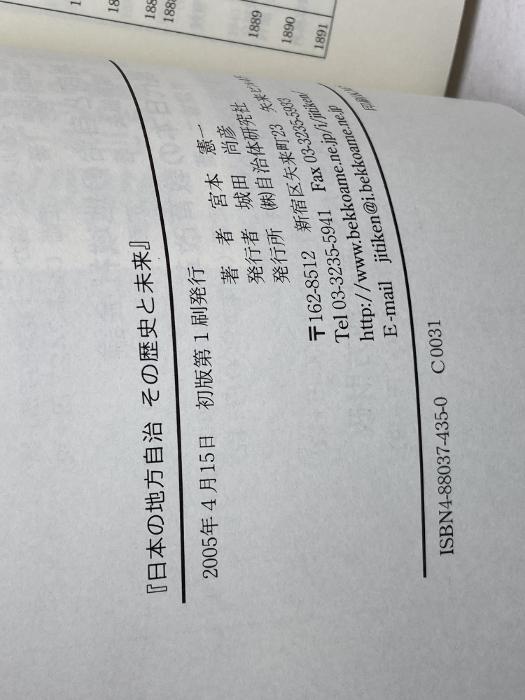 『日本の地方自治 その歴史と未来』
2005年4月15日 初版第1刷発行
著者 宮本 憲一
発行者 城田 尚彦
発行所 ㈱自治体研究社
〒162-8512 新宿区矢来町23 矢来ビル
Tel 03-3235-5941 Fax 03-3235-5933
http://www.bekkoame.ne.jp/i/jitiken/
E-mail jitiken@i.bekkoame.ne.jp
ISBN4-88037-435-0 C0031
1889
1890
1891